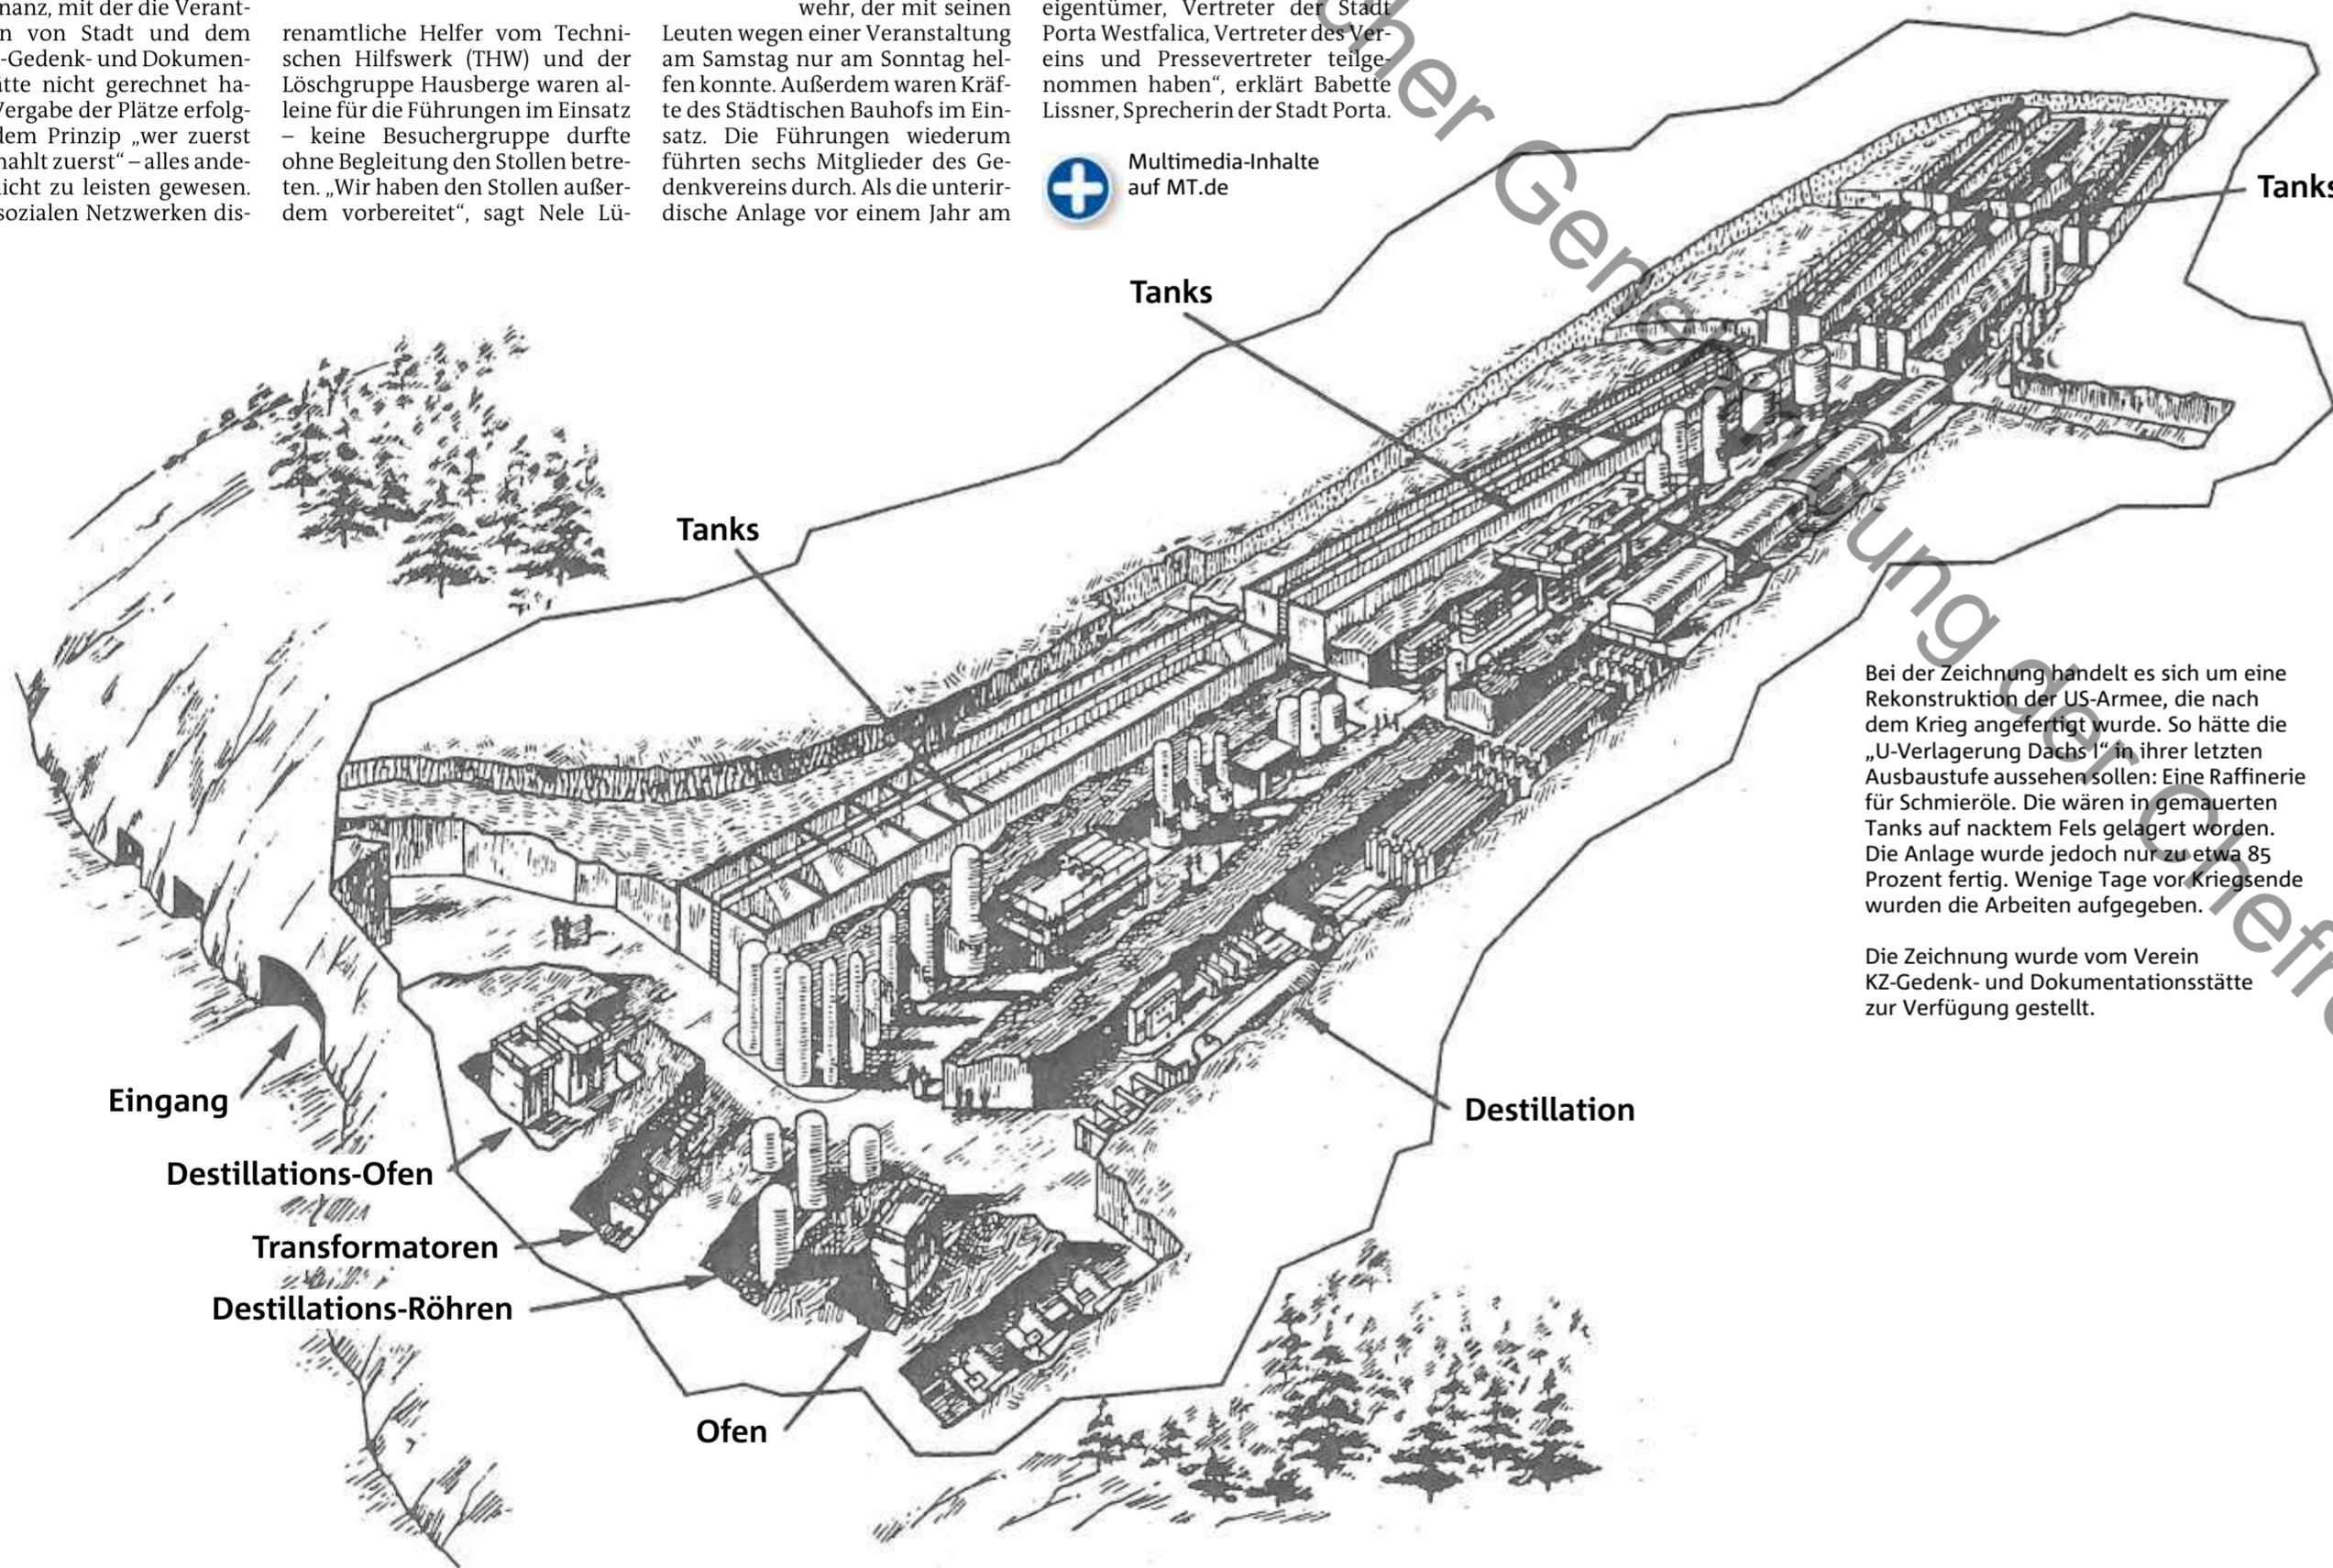 nanz, mit der die Verant-
n von Stadt und dem
-Gedenk- und Dokumen-
tte nicht gerechnet ha-
Vergabe der Plätze erfolg-
dem Prinzip „wer zuerst
nahlt zuerst“ – alles ande-
nicht zu leisten gewesen.
sozialen Netzwerken dis-
renamtliche Helfer vom Techni-
schen Hilfswerk (THW) und der
Löschgruppe Hausberge waren al-
leine für die Führungen im Einsatz
– keine Besuchergruppe durfte
ohne Begleitung den Stollen betre-
ten. „Wir haben den Stollen außer-
dem vorbereitet“, sagt Nele Lü-
wehr, der mit seinen
Leuten wegen einer Veranstaltung
am Samstag nur am Sonntag hel-
fen konnte. Außerdem waren Kräf-
te des Städtischen Bauhofs im Ein-
satz. Die Führungen wiederum
führten sechs Mitglieder des Ge-
denkvereins durch. Als die unterir-
dische Anlage vor einem Jahr am
eigentümer, Vertreter der Stadt
Porta Westfalica, Vertreter des Ver-
eins und Pressevertreter teilge-
nommen haben“, erklärt Babette
Lissner, Sprecherin der Stadt Porta.
Multimedia-Inhalte
auf MT.de
cher Genehmigung der Chefre
Tanks
Tanks
Tanks
Bei der Zeichnung handelt es sich um eine
Rekonstruktion der US-Armee, die nach
dem Krieg angefertigt wurde. So hätte die
„U-Verlagerung Dachs I“ in ihrer letzten
Ausbaustufe aussehen sollen: Eine Raffinerie
für Schmieröle. Die wären in gemauerten
Tanks auf nacktem Fels gelagert worden.
Die Anlage wurde jedoch nur zu etwa 85
Prozent fertig. Wenige Tage vor Kriegsende
wurden die Arbeiten aufgegeben.
Die Zeichnung wurde vom Verein
KZ-Gedenk- und Dokumentationsstätte
zur Verfügung gestellt.
Eingang
Destillation
Destillations-Ofen
Transformatoren
Destillations-Röhren
Ofen